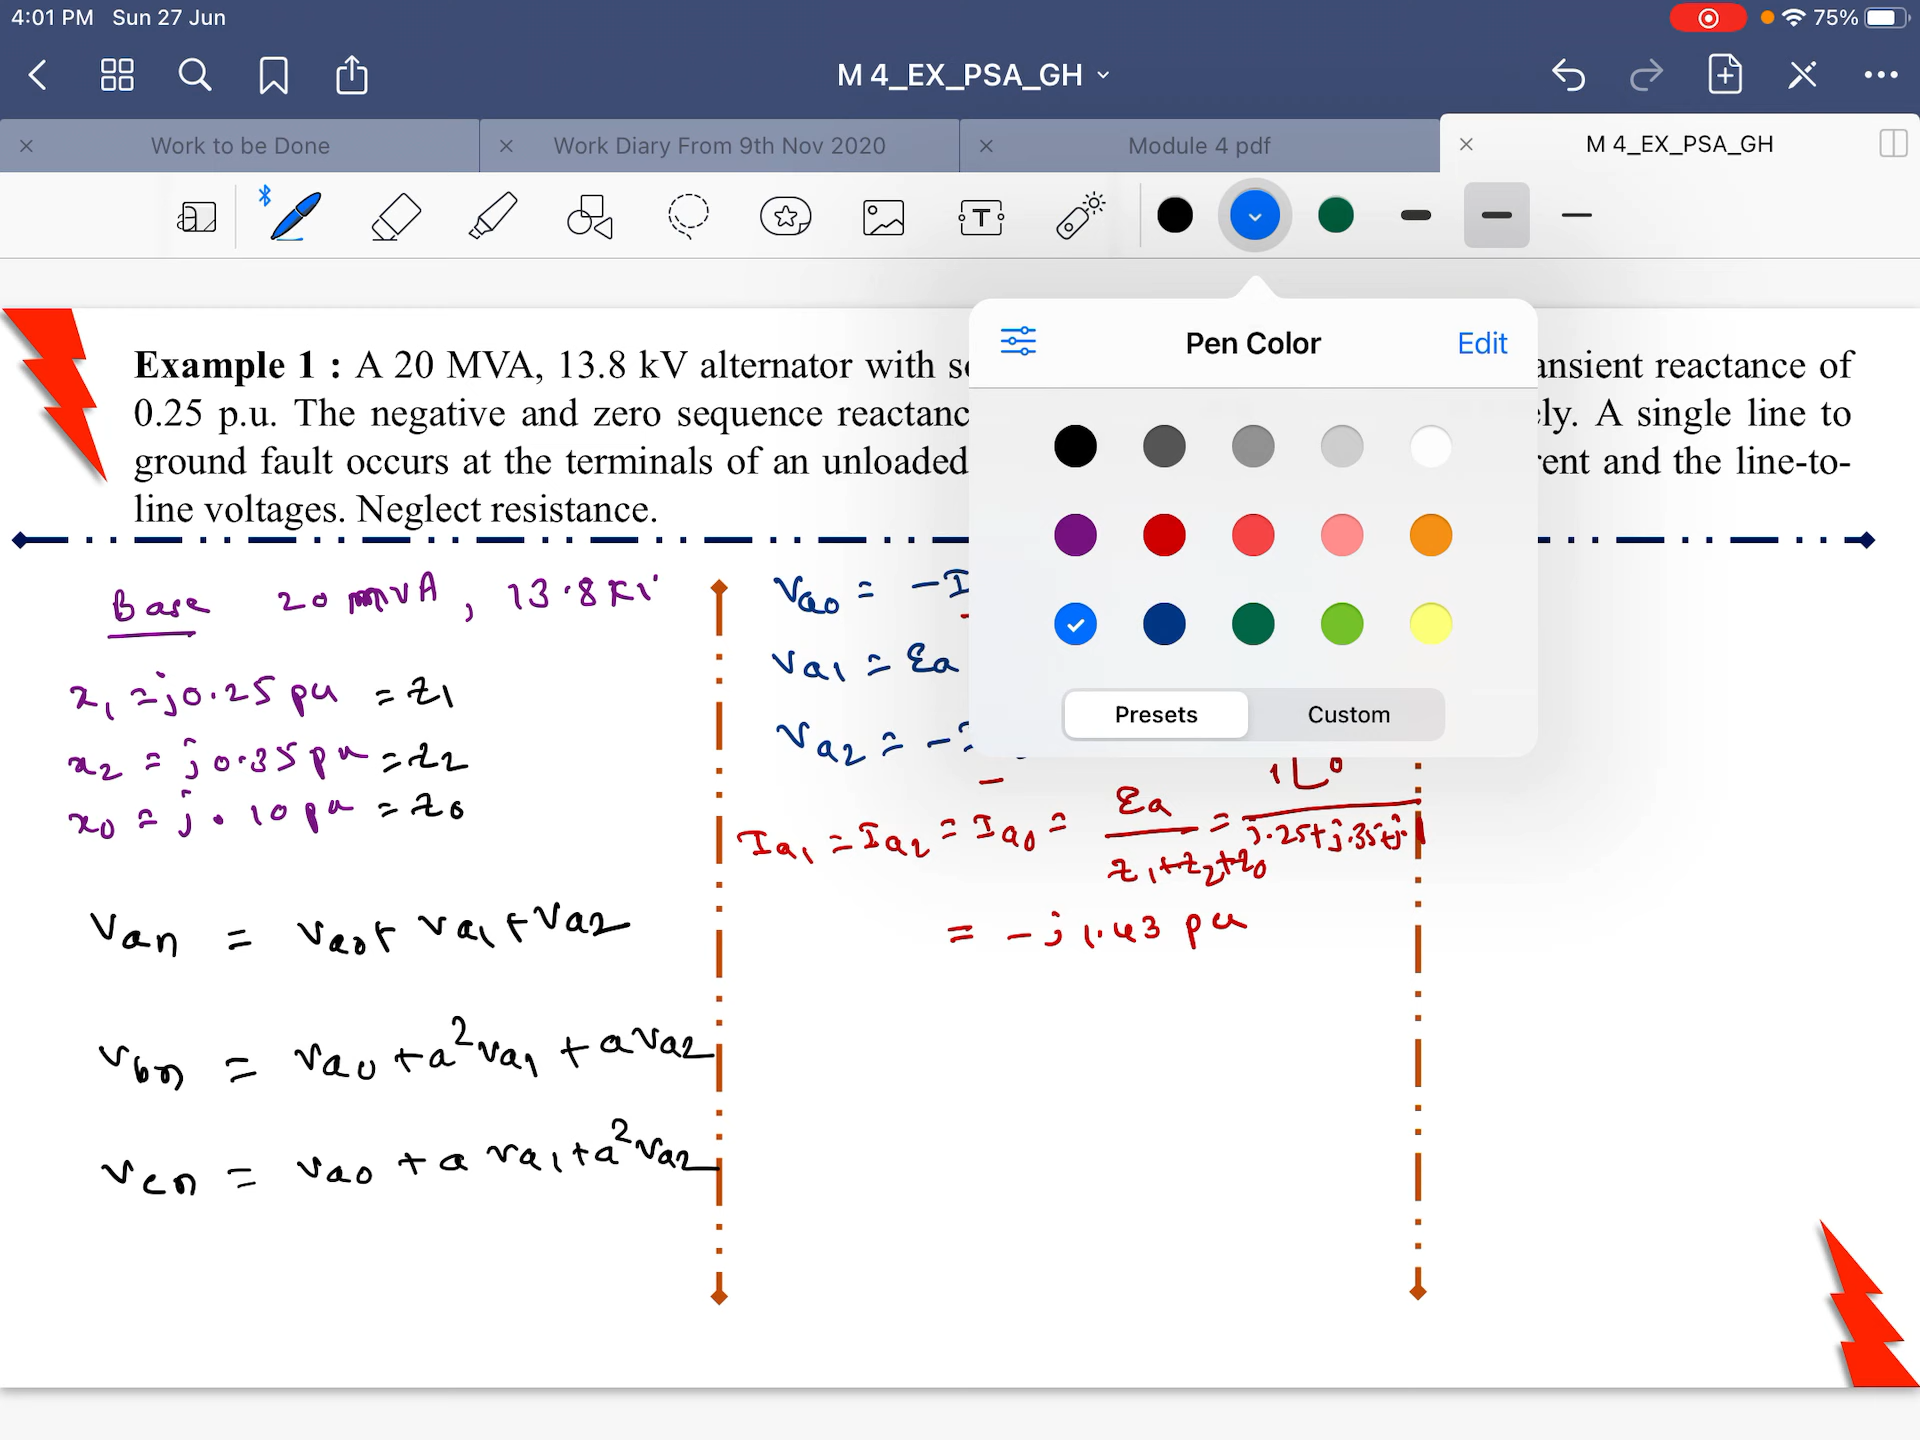 4:01 PM Sun 27 Jun 75%
M 4_EX_PSA_GH
Work to be Done Work Diary From 9th Nov 2020 Module 4 pdf M 4_EX_PSA_GH
Pen Color Edit
Presets Custom
Example 1 : A 20 MVA, 13.8 kV alternator with ansient reactance of
0.25 p.u. The negative and zero sequence ly. A single line to
ground fault occurs at the terminals of an unloaded rent and the line-to-
line voltages. Neglect resistance.
Base 20 MVA, 13.8 KV
x1 = j0.25 pu = Z1
x2 = j0.35 pu = Z2
x0 = j.10 pu = Z0
Van = Va0 + Va1 + Va2
Vbn = Va0 + a²Va1 + aVa2
Vcn = Va0 + a Va1 + a²Va2
Va0 = -I
Va1 = Ea
Va2 = -
Ia1 = Ia2 = Ia0 = Ea / Z1+Z2+Z0 = 1∟0 / j.25+j.35+j.1
= -j1.43 pu